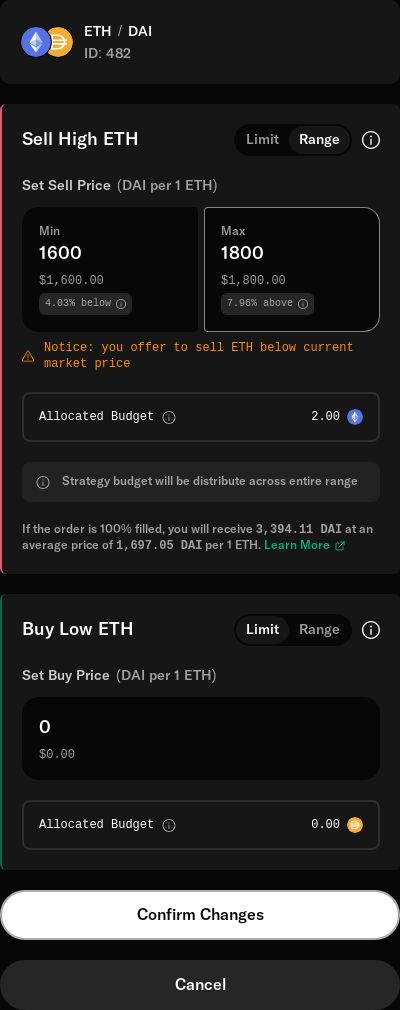 ETH / DAI
ID: 482
Sell High ETH
Limit Range
Set Sell Price (DAI per 1 ETH)
Min
1600
$1,600.00
4.03% below
Max
1800
$1,800.00
7.96% above
Notice: you offer to sell ETH below current
market price
Allocated Budget 2.00
Strategy budget will be distribute across entire range
If the order is 100% filled, you will receive 3,394.11 DAI at an
average price of 1,697.05 DAI per 1 ETH. Learn More
Buy Low ETH
Limit Range
Set Buy Price (DAI per 1 ETH)
0
$0.00
Allocated Budget 0.00
Confirm Changes
Cancel